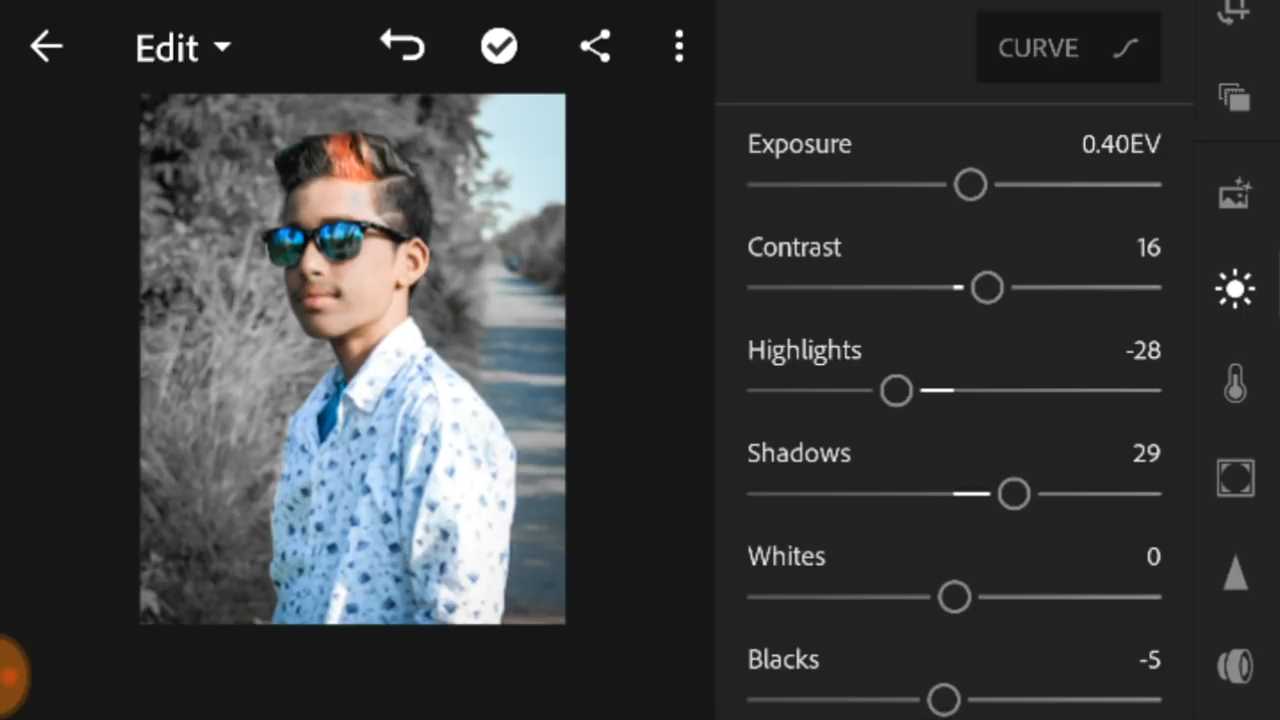 Edit
CURVE
Exposure 0.40EV
Contrast 16
Highlights -28
Shadows 29
Whites 0
Blacks -5